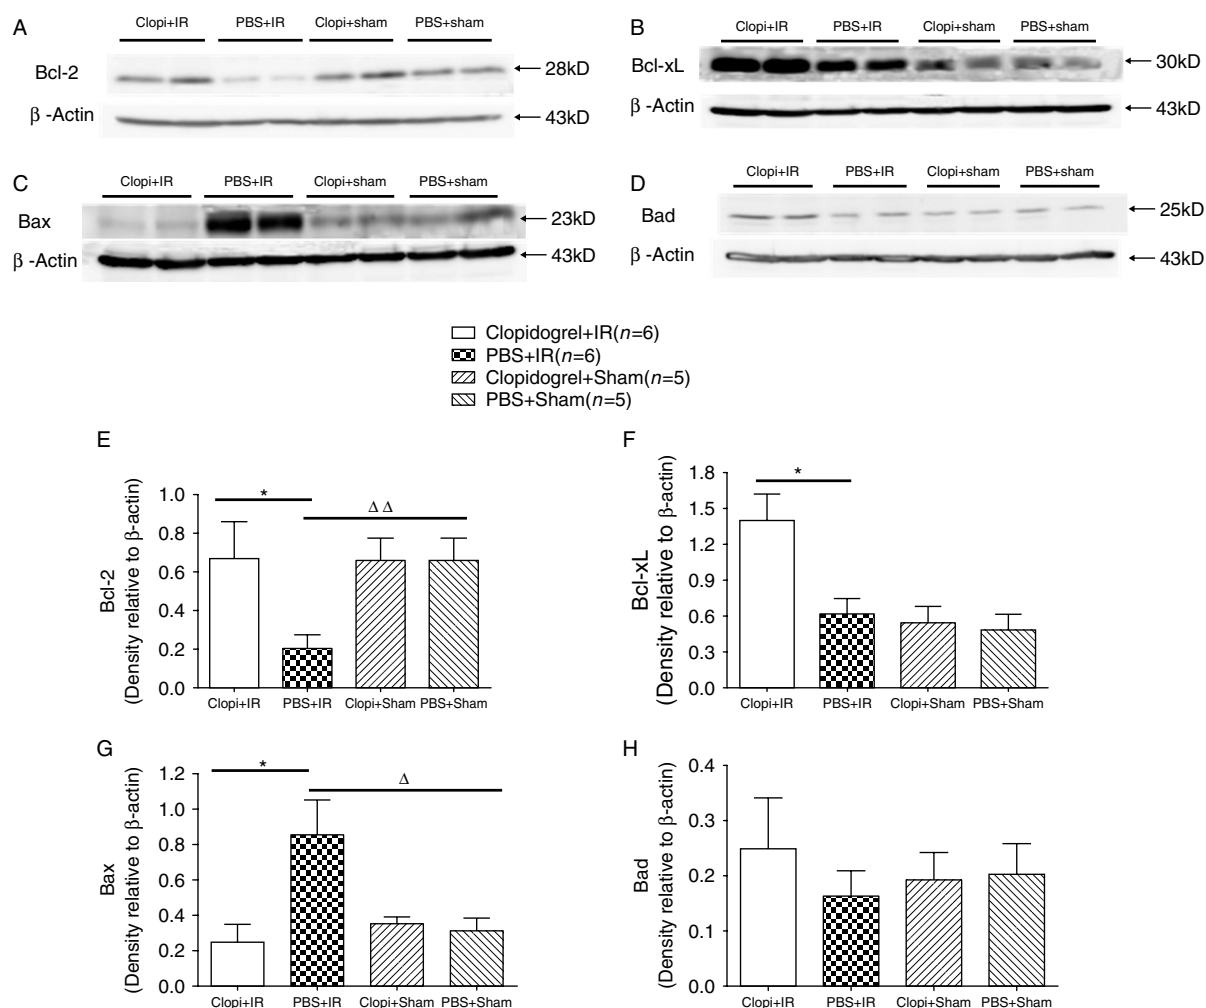 A
Clopi+IR PBS+IR Clopi+sham PBS+sham
Bcl-2
28kD
β -Actin
43kD
B
Clopi+IR PBS+IR Clopi+sham PBS+sham
Bcl-xL
30kD
β -Actin
43kD
C
Clopi+IR PBS+IR Clopi+sham PBS+sham
Bax
23kD
β -Actin
43kD
D
Clopi+IR PBS+IR Clopi+sham PBS+sham
Bad
25kD
β -Actin
43kD
Clopidogrel+IR(n=6)
PBS+IR(n=6)
Clopidogrel+Sham(n=5)
PBS+Sham(n=5)
E
Bcl-2
(Density relative to β-actin)
1.0
0.8
0.6
0.4
0.2
0.0
*
Δ Δ
Clopi+IR PBS+IR Clopi+Sham PBS+Sham
F
Bcl-xL
(Density relative to β-actin)
1.8
1.5
1.2
0.9
0.6
0.3
0.0
*
Clopi+IR PBS+IR Clopi+Sham PBS+Sham
G
Bax
(Density relative to β-actin)
1.2
1.0
0.8
0.6
0.4
0.2
0.0
*
Δ
Clopi+IR PBS+IR Clopi+Sham PBS+Sham
H
Bad
(Density relative to β-actin)
0.4
0.3
0.2
0.1
0.0
Clopi+IR PBS+IR Clopi+Sham PBS+Sham